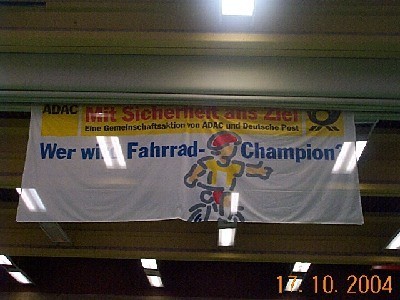 ADAC Mit Sicherheit ans Ziel
Eine Gemeinschaftsaktion von ADAC und Deutsche Post
Wer wird Fahrrad-Champion?
17. 10. 2004